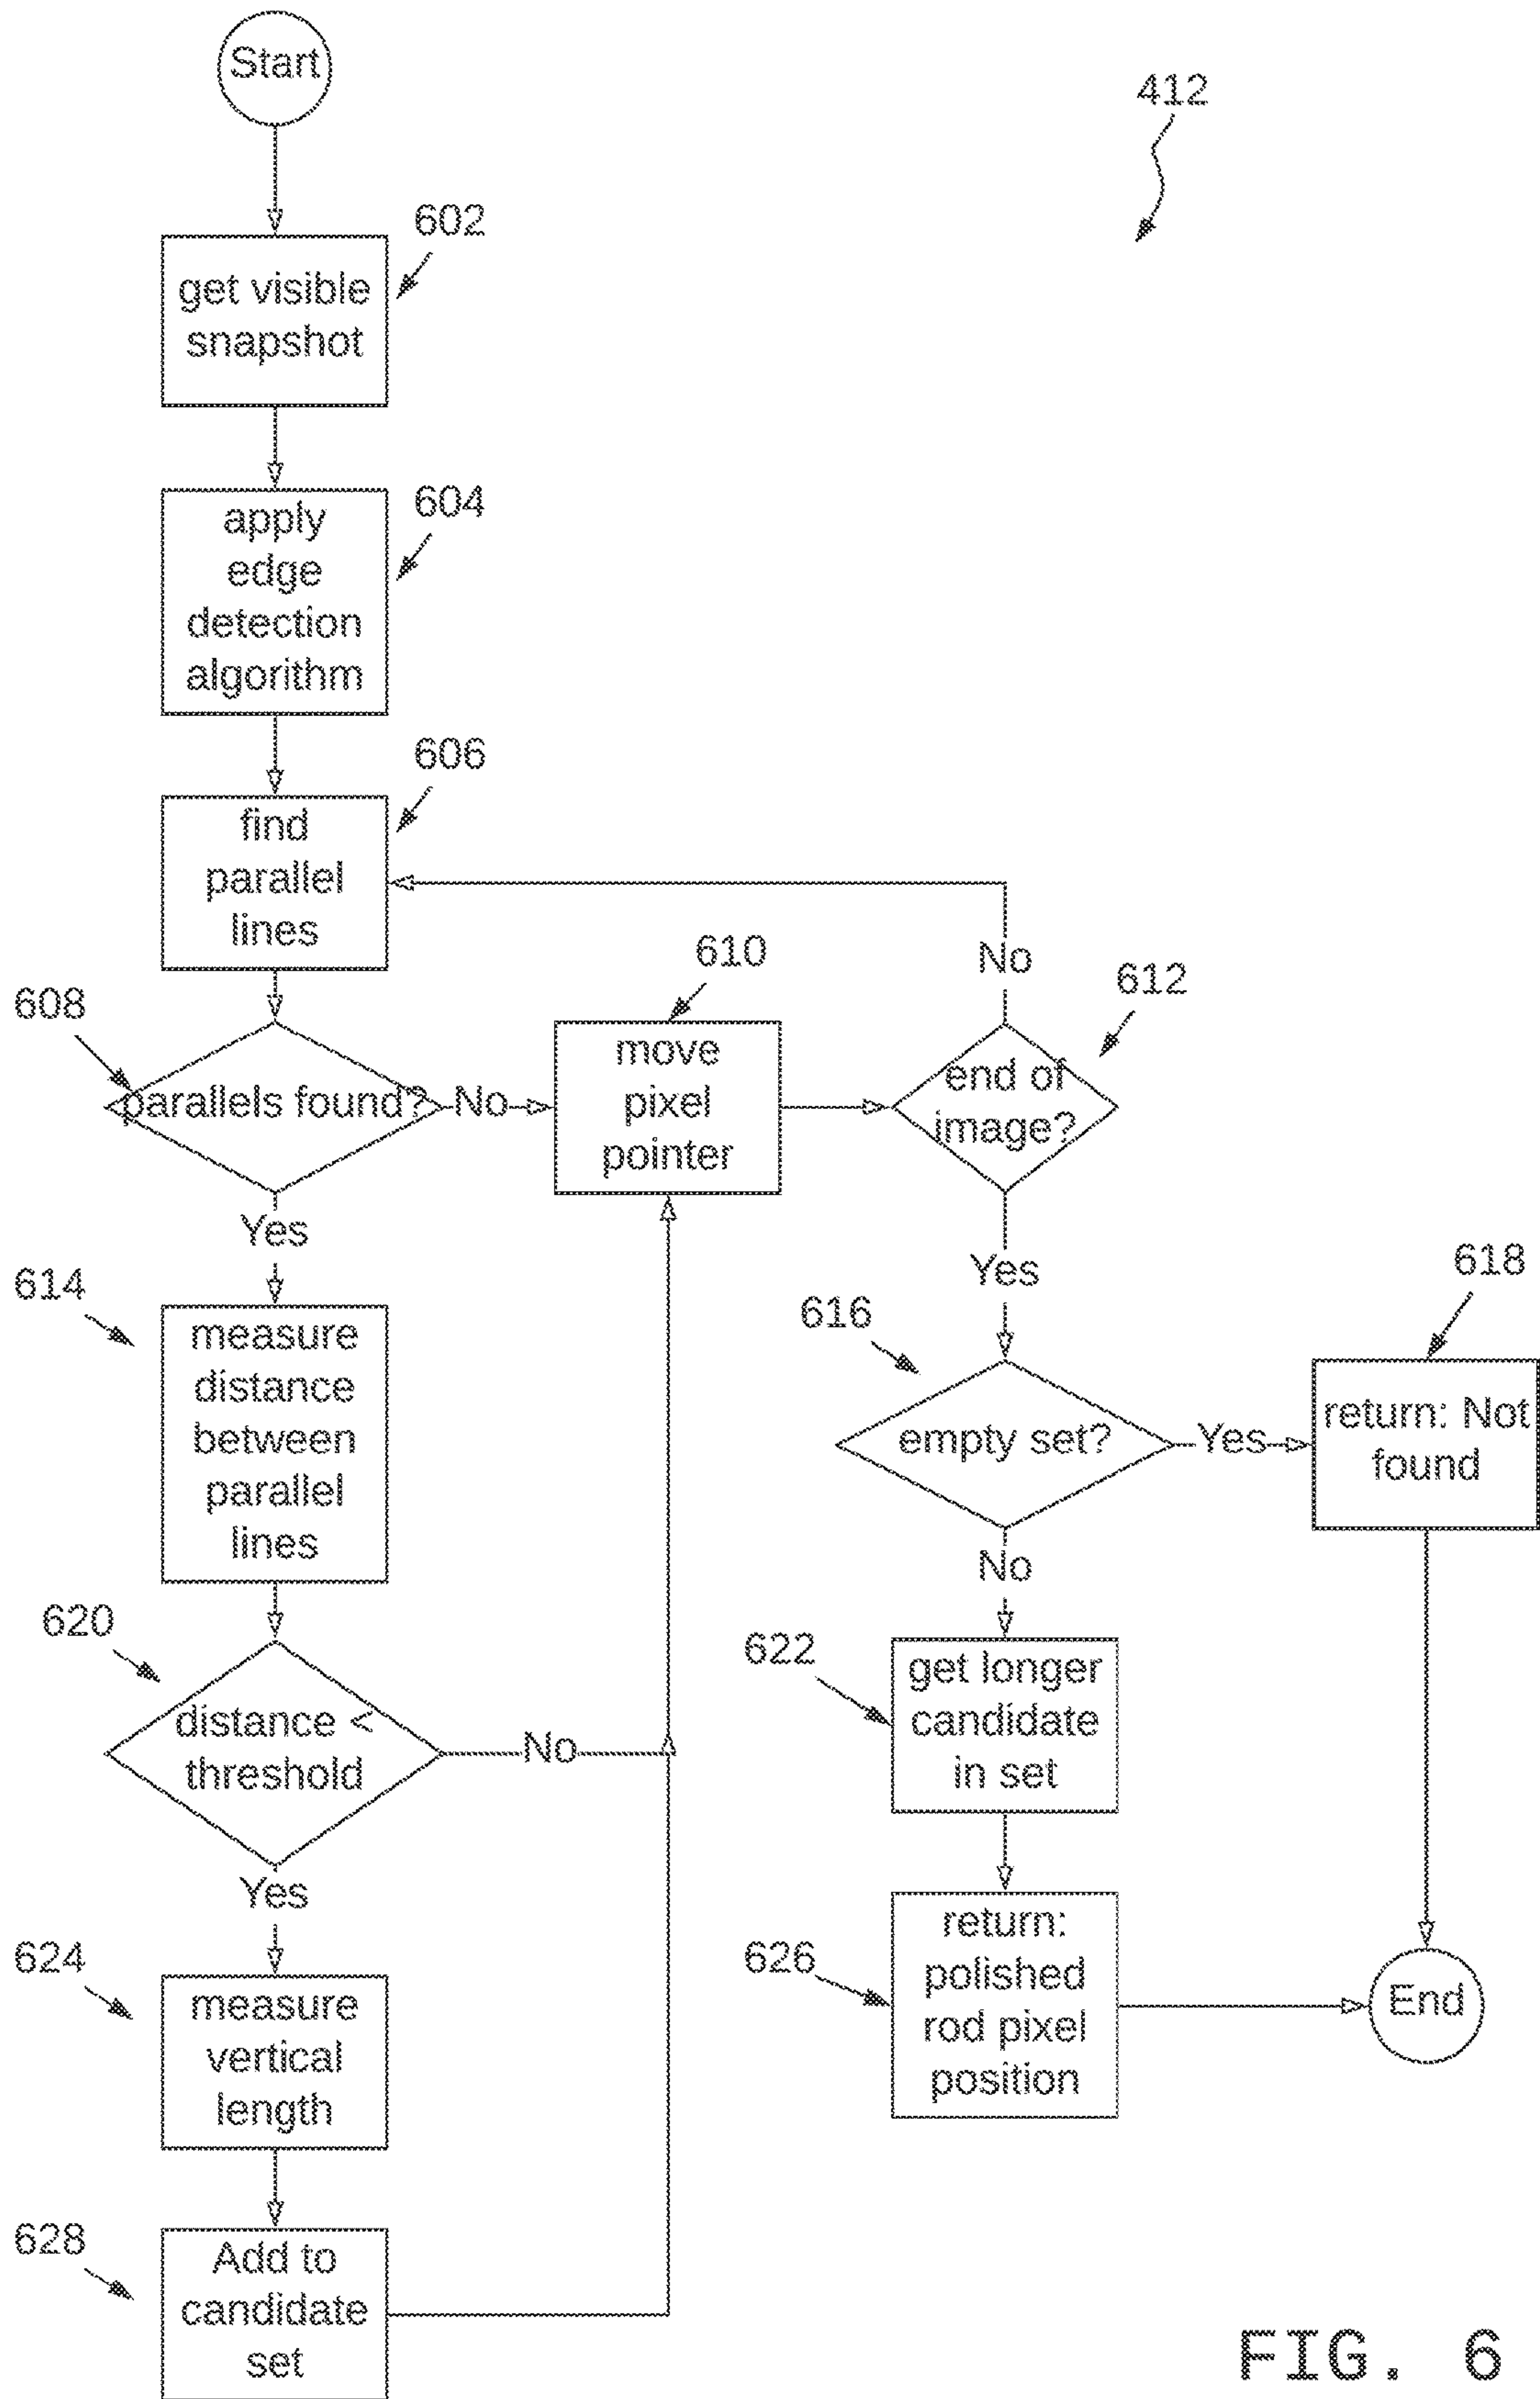 Start
412
602
get visible
snapshot
604
apply
edge
detection
algorithm
606
find
parallel
lines
608
parallels found?
No
610
move
pixel
pointer
No
612
end of
image?
Yes
614
measure
distance
between
parallel
lines
Yes
616
empty set?
Yes
618
return: Not
found
No
620
distance <
threshold
No
622
get longer
candidate
in set
Yes
624
measure
vertical
length
626
return:
polished
rod pixel
position
End
628
Add to
candidate
set
FIG. 6